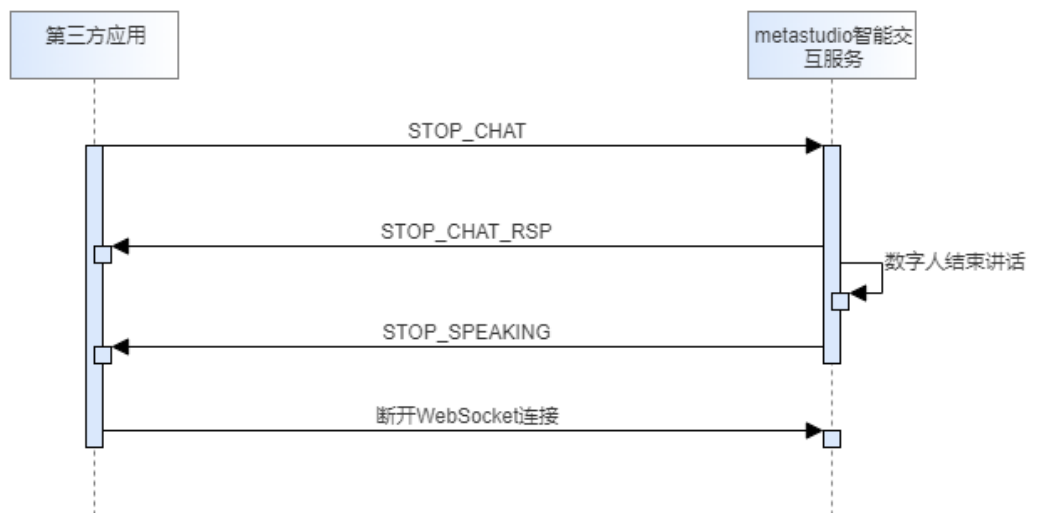 第三方应用
metastudio智能交
互服务
STOP_CHAT
STOP_CHAT_RSP
数字人结束讲话
STOP_SPEAKING
断开WebSocket连接